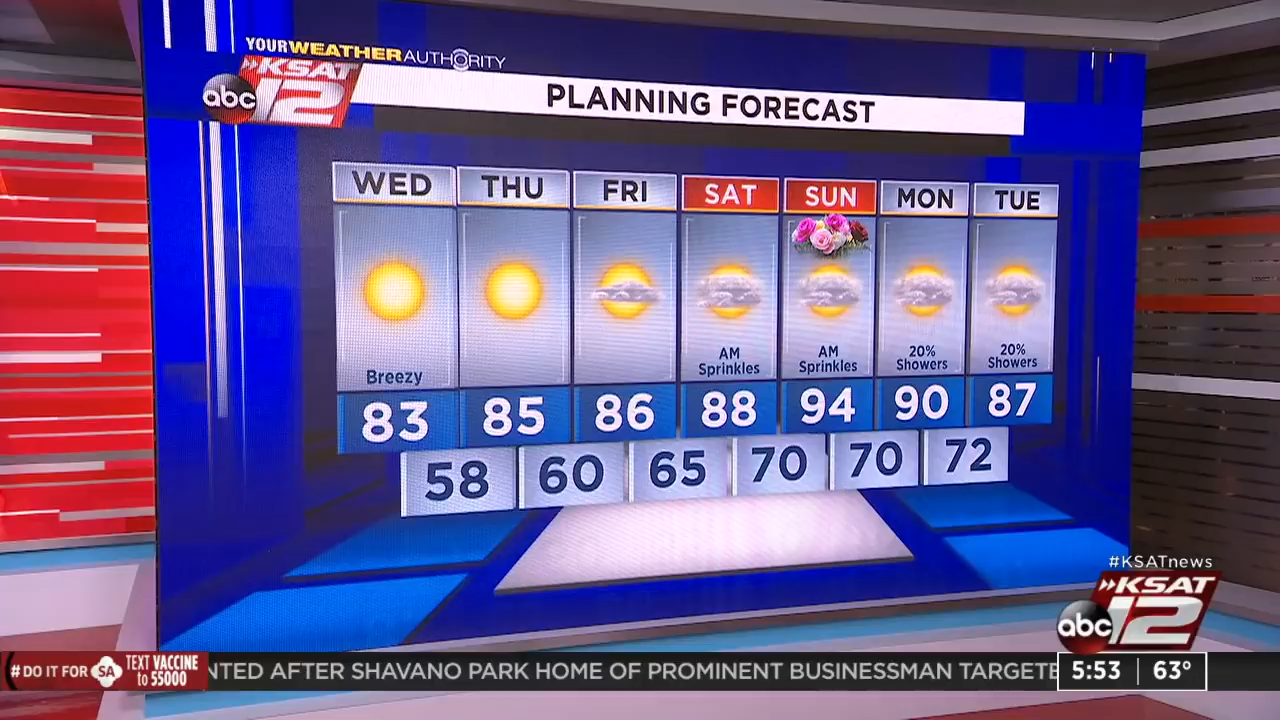 YOUR WEATHER AUTHORITY
»KSAT
abc 12
PLANNING FORECAST
WED THU FRI SAT SUN MON TUE
AM Sprinkles AM Sprinkles 20% Showers 20% Showers
Breezy
83 85 86 88 94 90 87
58 60 65 70 70 72
#KSATnews
»KSAT
abc 12
#DO IT FOR SA TEXT VACCINE to 55000
NTED AFTER SHAVANO PARK HOME OF PROMINENT BUSINESSMAN TARGETE
5:53 63°